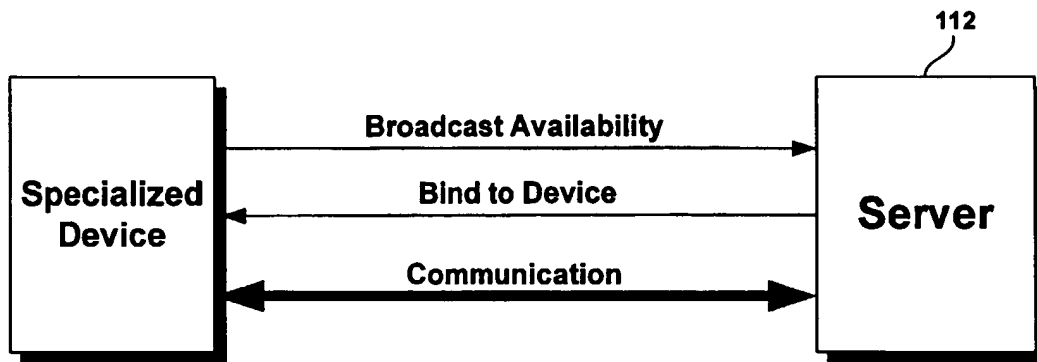 112
Broadcast Availability
Specialized
Device
Bind to Device
Server
Communication